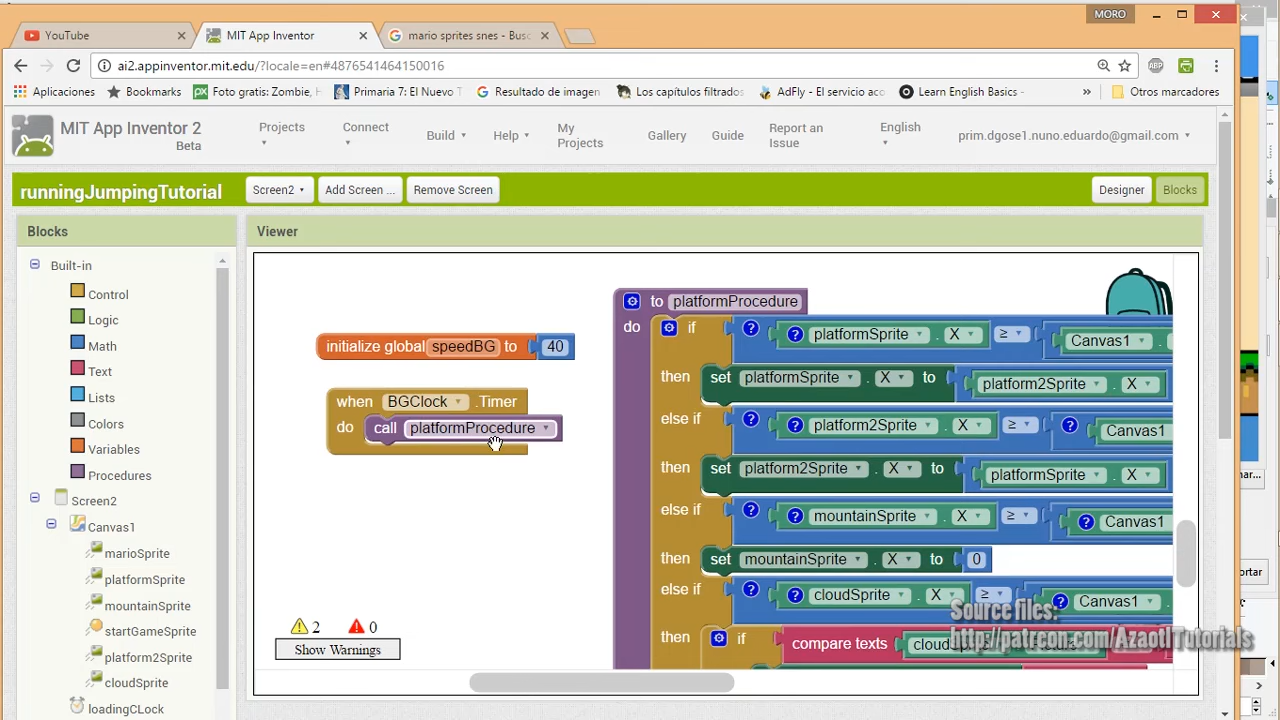 MORO
YouTube
MIT App Inventor
mario sprites snes - Busc
ai2.appinventor.mit.edu/?locale=en#4876541464150016
Aplicaciones
Bookmarks
Foto gratis: Zombie, H
Primaria 7: El Nuevo T
Resultado de imagen
Los capítulos filtrados
AdFly - El servicio aco
Learn English Basics -
»
Otros marcadores
MIT App Inventor 2
Beta
Projects
Connect
Build
Help
My Projects
Gallery
Guide
Report an Issue
English
prim.dgose1.nuno.eduardo@gmail.com
runningJumpingTutorial
Screen2
Add Screen ...
Remove Screen
Designer
Blocks
Blocks
Viewer
Built-in
Control
Logic
Math
Text
Lists
Colors
Variables
Procedures
Screen2
Canvas1
marioSprite
platformSprite
mountainSprite
startGameSprite
platform2Sprite
cloudSprite
loadingCLock
initialize global speedBG to 40
when BGClock .Timer
do call platformProcedure
to platformProcedure
do if platformSprite . X ≥ Canvas1 .
then set platformSprite . X to platform2Sprite . X
else if platform2Sprite . X ≥ Canvas1
then set platform2Sprite . X to platformSprite . X
else if mountainSprite . X ≥ Canvas1
then set mountainSprite . X to 0
else if cloudSprite . X ≥ Canvas1
then if compare texts
2 0
Show Warnings
Source files:
http://patreon.com/AzaotlTutorials
nar...
ortar